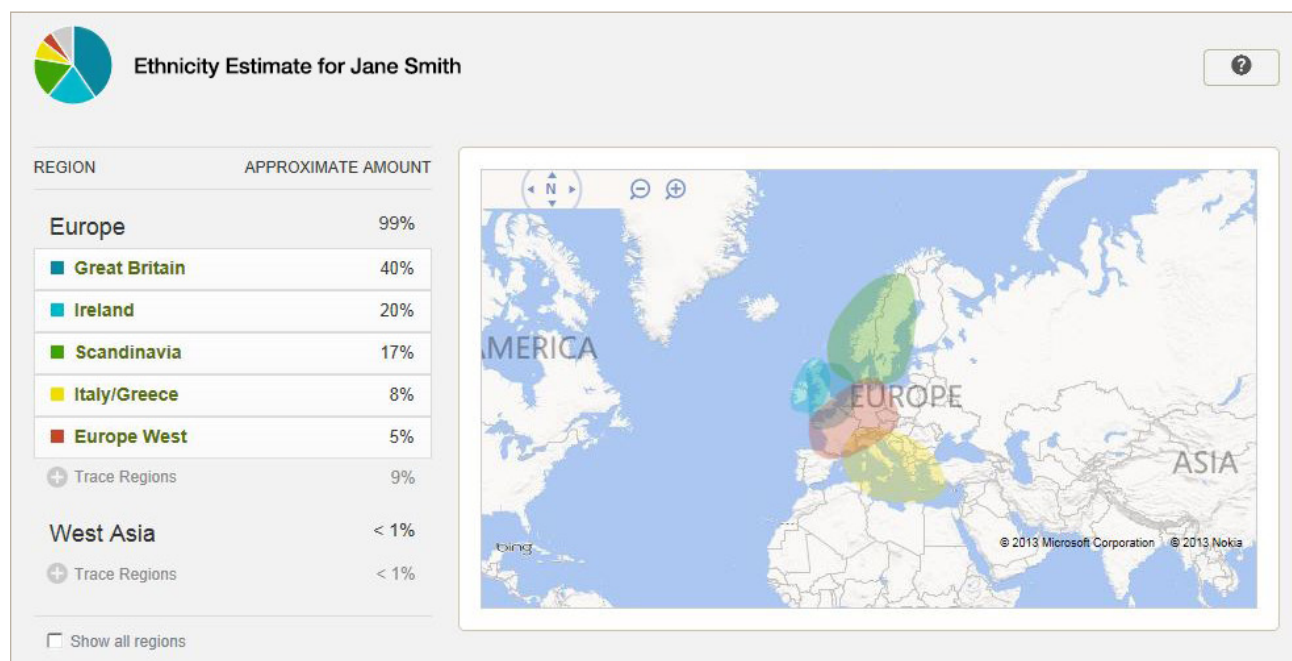 Ethnicity Estimate for Jane Smith
?
REGION APPROXIMATE AMOUNT
Europe 99%
Great Britain 40%
Ireland 20%
Scandinavia 17%
Italy/Greece 8%
Europe West 5%
Trace Regions 9%
West Asia < 1%
Trace Regions < 1%
Show all regions
N
MERICA
EUROPE
ASIA
bing
© 2013 Microsoft Corporation © 2013 Nokia